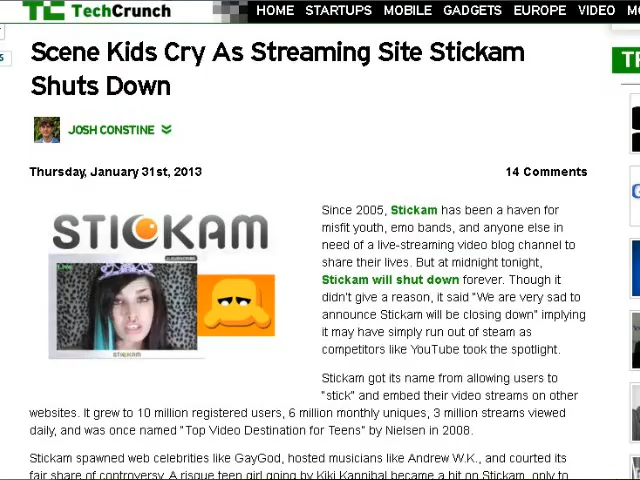 TC TechCrunch
HOME STARTUPS MOBILE GADGETS EUROPE VIDEO
Scene Kids Cry As Streaming Site Stickam
Shuts Down
JOSH CONSTINE
Thursday, January 31st, 2013
14 Comments
STICKAM
LIVE
STICKAM
Since 2005, Stickam has been a haven for
misfit youth, emo bands, and anyone else in
need of a live-streaming video blog channel to
share their lives. But at midnight tonight,
Stickam will shut down forever. Though it
didn't give a reason, it said "We are very sad to
announce Stickam will be closing down" implying
it may have simply run out of steam as
competitors like YouTube took the spotlight.
Stickam got its name from allowing users to
"stick" and embed their video streams on other
websites. It grew to 10 million registered users, 6 million monthly uniques, 3 million streams viewed
daily, and was once named "Top Video Destination for Teens" by Nielsen in 2008.
Stickam spawned web celebrities like GayGod, hosted musicians like Andrew W.K., and courted its
fair share of controversy. A risque teen girl going by Kiki Kannibal became a hit on Stickam, only to